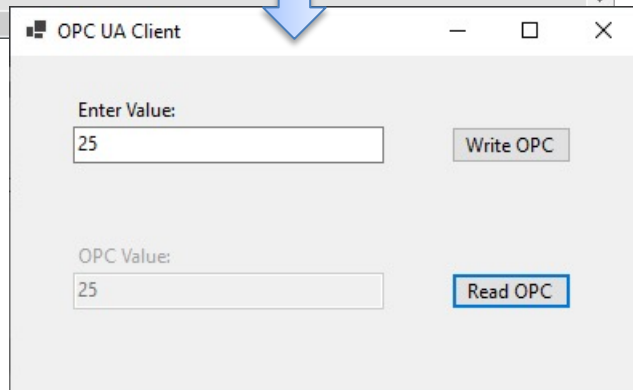 OPC UA Client
Enter Value:
25
Write OPC
OPC Value:
25
Read OPC